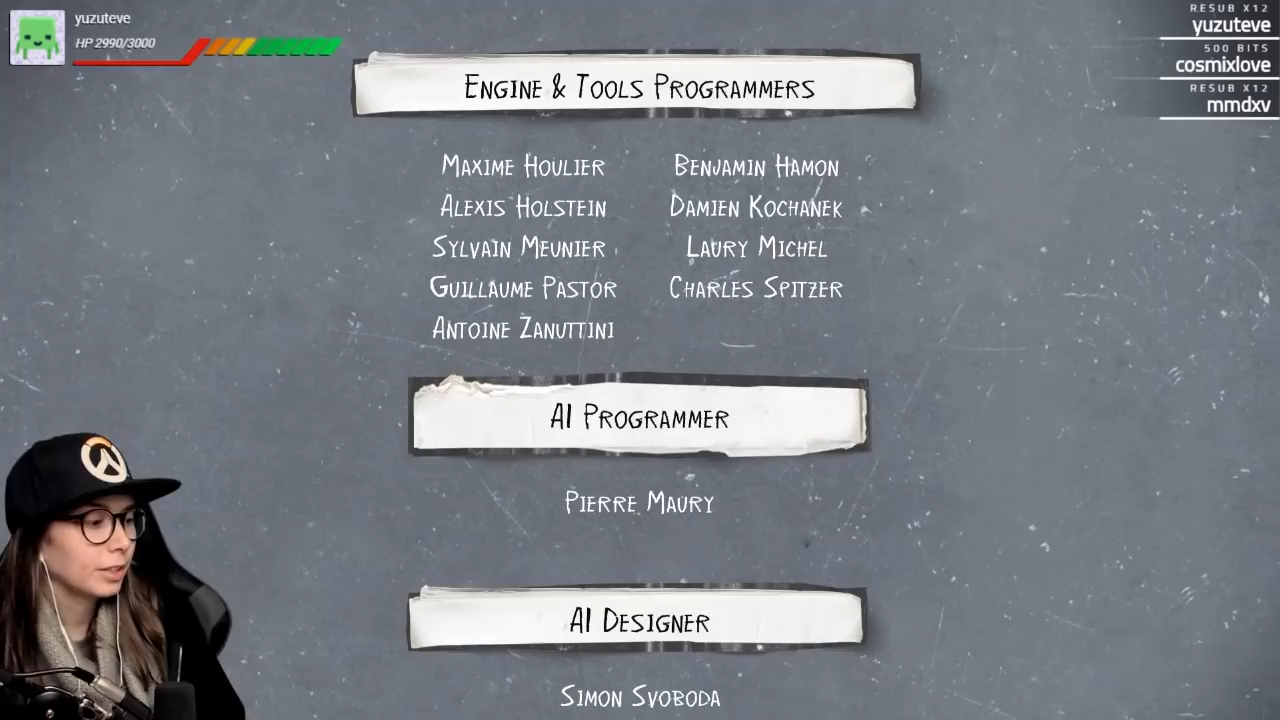 yuzuteve
HP 2990/3000
RESUB X12
yuzuteve
500 BITS
cosmixlove
RESUB X12
mmdxv
ENGINE & TOOLS PROGRAMMERS
MAXIME HOULIER BENJAMIN HAMON
ALEXIS HOLSTEIN DAMIEN KOCHANEK
SYLVAIN MEUNIER LAURY MICHEL
GUILLAUME PASTOR CHARLES SPITZER
ANTOINE ZANUTTINI
AI PROGRAMMER
PIERRE MAURY
AI DESIGNER
SIMON SVOBODA